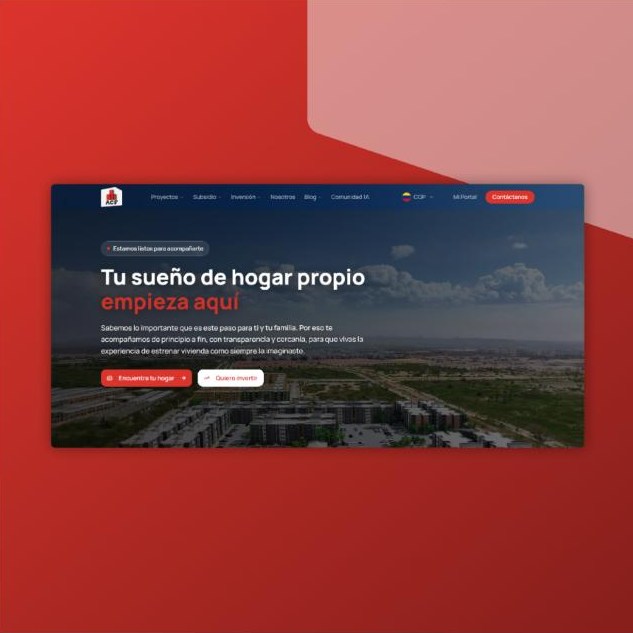 ACF
Proyectos Subsidio Inversión Nosotros Blog Comunidad IA COP Mi Portal Contáctanos
Estamos listos para acompañarte
Tu sueño de hogar propio
empieza aquí
Sabemos lo importante que es este paso para ti y tu familia. Por eso te
acompañamos de principio a fin, con transparencia y cercanía, para que vivas la
experiencia de estrenar vivienda como siempre la imaginaste.
Encuentra tu hogar Quiero invertir